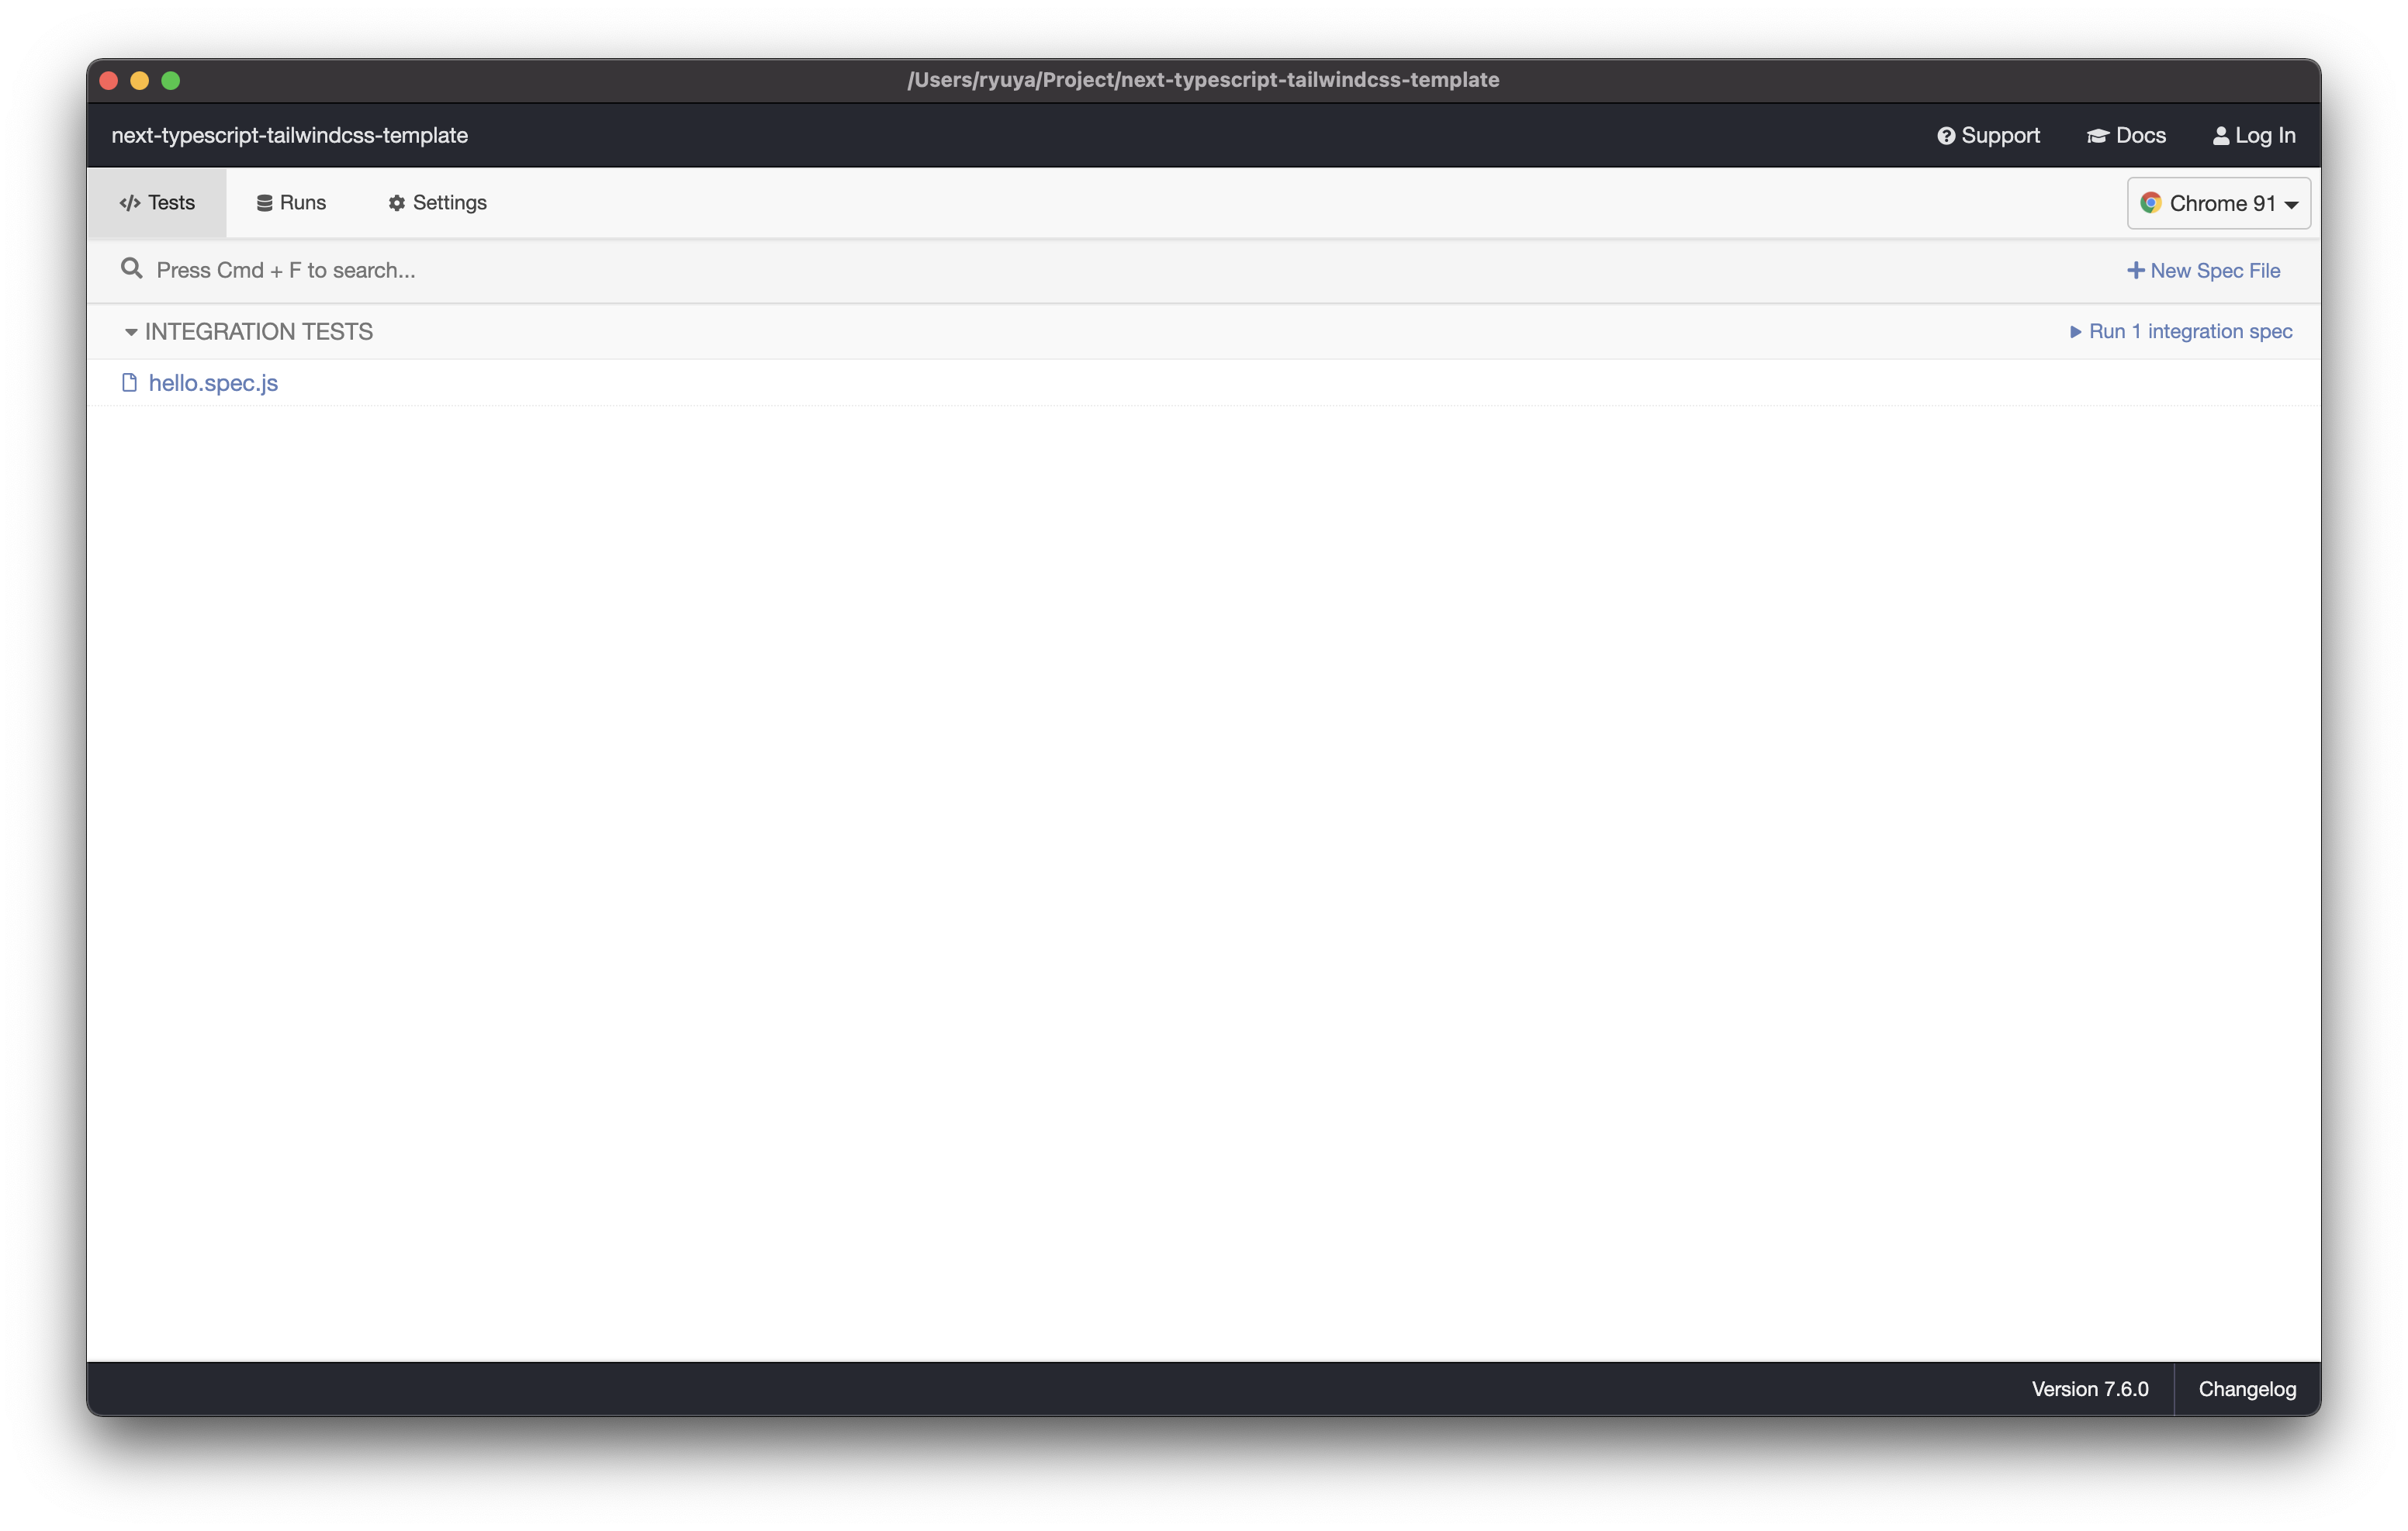 /Users/ryuya/Project/next-typescript-tailwindcss-template
next-typescript-tailwindcss-template
Support
Docs
Log In
Tests
Runs
Settings
Chrome 91
Press Cmd + F to search...
New Spec File
INTEGRATION TESTS
Run 1 integration spec
hello.spec.js
Version 7.6.0
Changelog